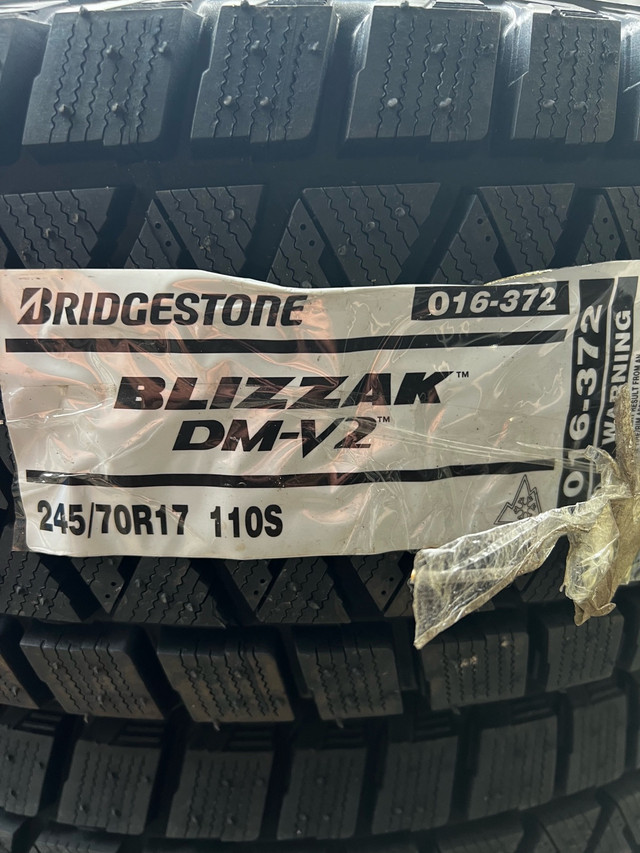 BRIDGESTONE
016-372
BLIZZAK™
DM-V2™
245/70R17 110S
016-372
WARNING